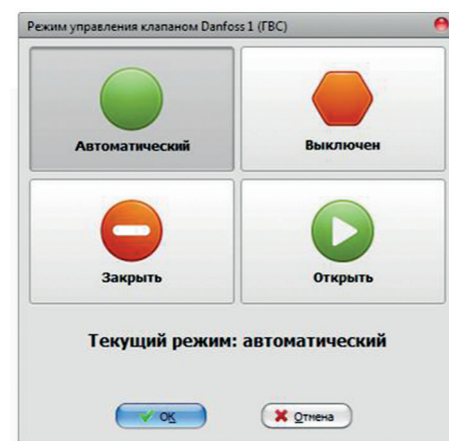 Режим управления клапаном Danfoss 1 (ГВС)
Автоматический
Выключен
Закрыть
Открыть
Текущий режим: автоматический
OK
Отмена